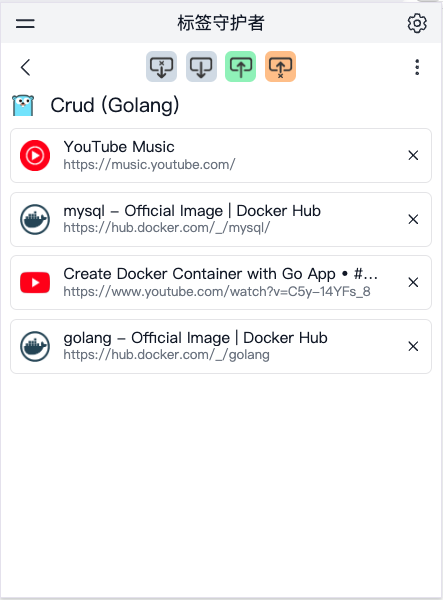 标签守护者
Crud (Golang)
YouTube Music
https://music.youtube.com/
mysql – Official Image | Docker Hub
https://hub.docker.com/_/mysql/
Create Docker Container with Go App • #...
https://www.youtube.com/watch?v=C5y-14YFs_8
golang – Official Image | Docker Hub
https://hub.docker.com/_/golang